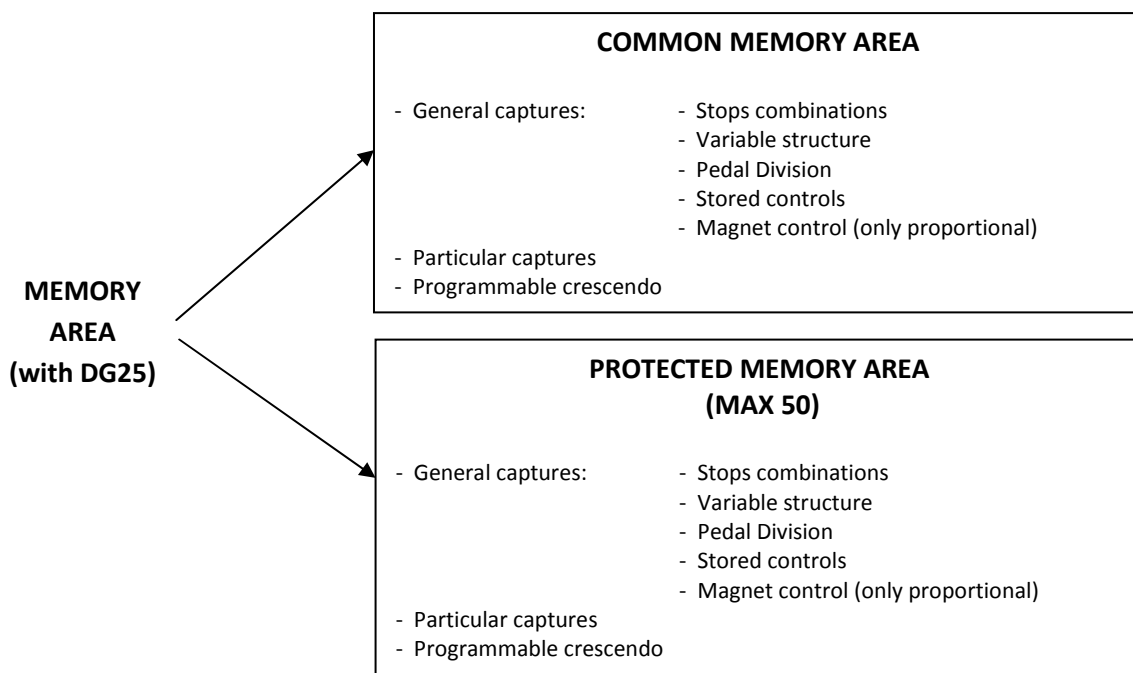 COMMON MEMORY AREA
- General captures: - Stops combinations
- Variable structure
- Pedal Division
- Stored controls
- Magnet control (only proportional)
- Particular captures
- Programmable crescendo
MEMORY
AREA
(with DG25)
PROTECTED MEMORY AREA
(MAX 50)
- General captures: - Stops combinations
- Variable structure
- Pedal Division
- Stored controls
- Magnet control (only proportional)
- Particular captures
- Programmable crescendo